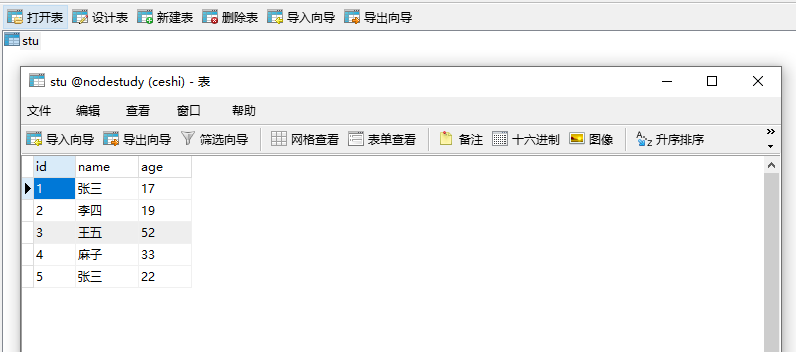 打开表 设计表 新建表 删除表 导入向导 导出向导
stu
stu @nodestudy (ceshi) - 表
文件 编辑 查看 窗口 帮助
导入向导 导出向导 筛选向导 网格查看 表单查看 备注 十六进制 图像 升序排序
id name age
1 张三 17
2 李四 19
3 王五 52
4 麻子 33
5 张三 22